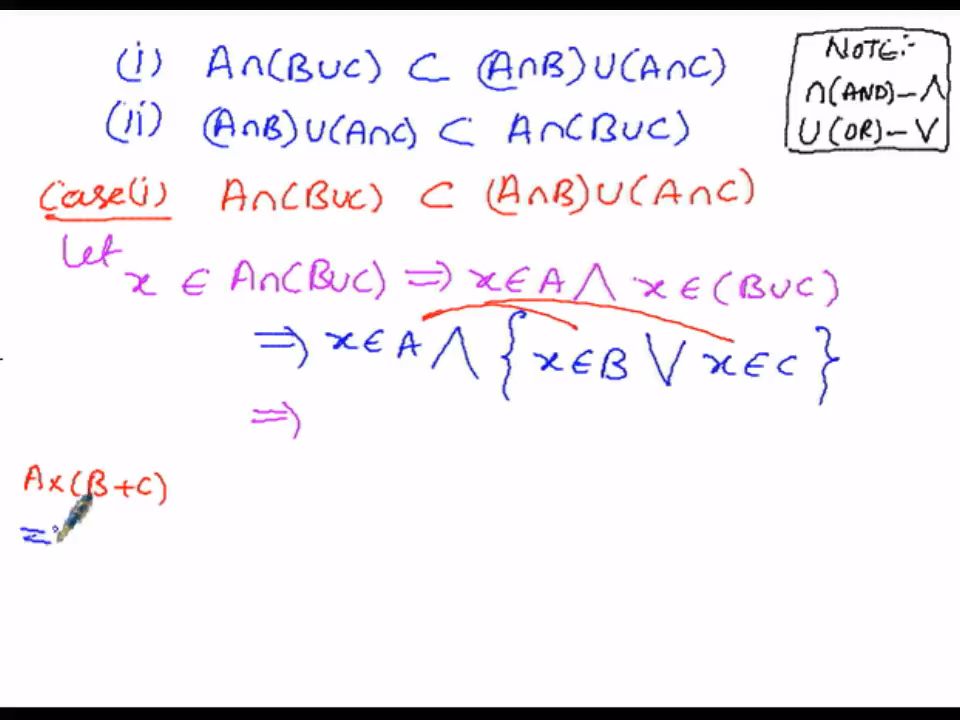 (i) A∩(B∪C) ⊂ (A∩B)∪(A∩C)
(ii) (A∩B)∪(A∩C) ⊂ A∩(B∪C)
NOTE:-
∩(AND)-∧
∪(OR)-∨
Case(i) A∩(B∪C) ⊂ (A∩B)∪(A∩C)
Let
x ∈ A∩(B∪C) ⇒ x∈A ∧ x∈(B∪C)
⇒ x∈A ∧ {x∈B ∨ x∈C}
⇒
A×(B+C)
=